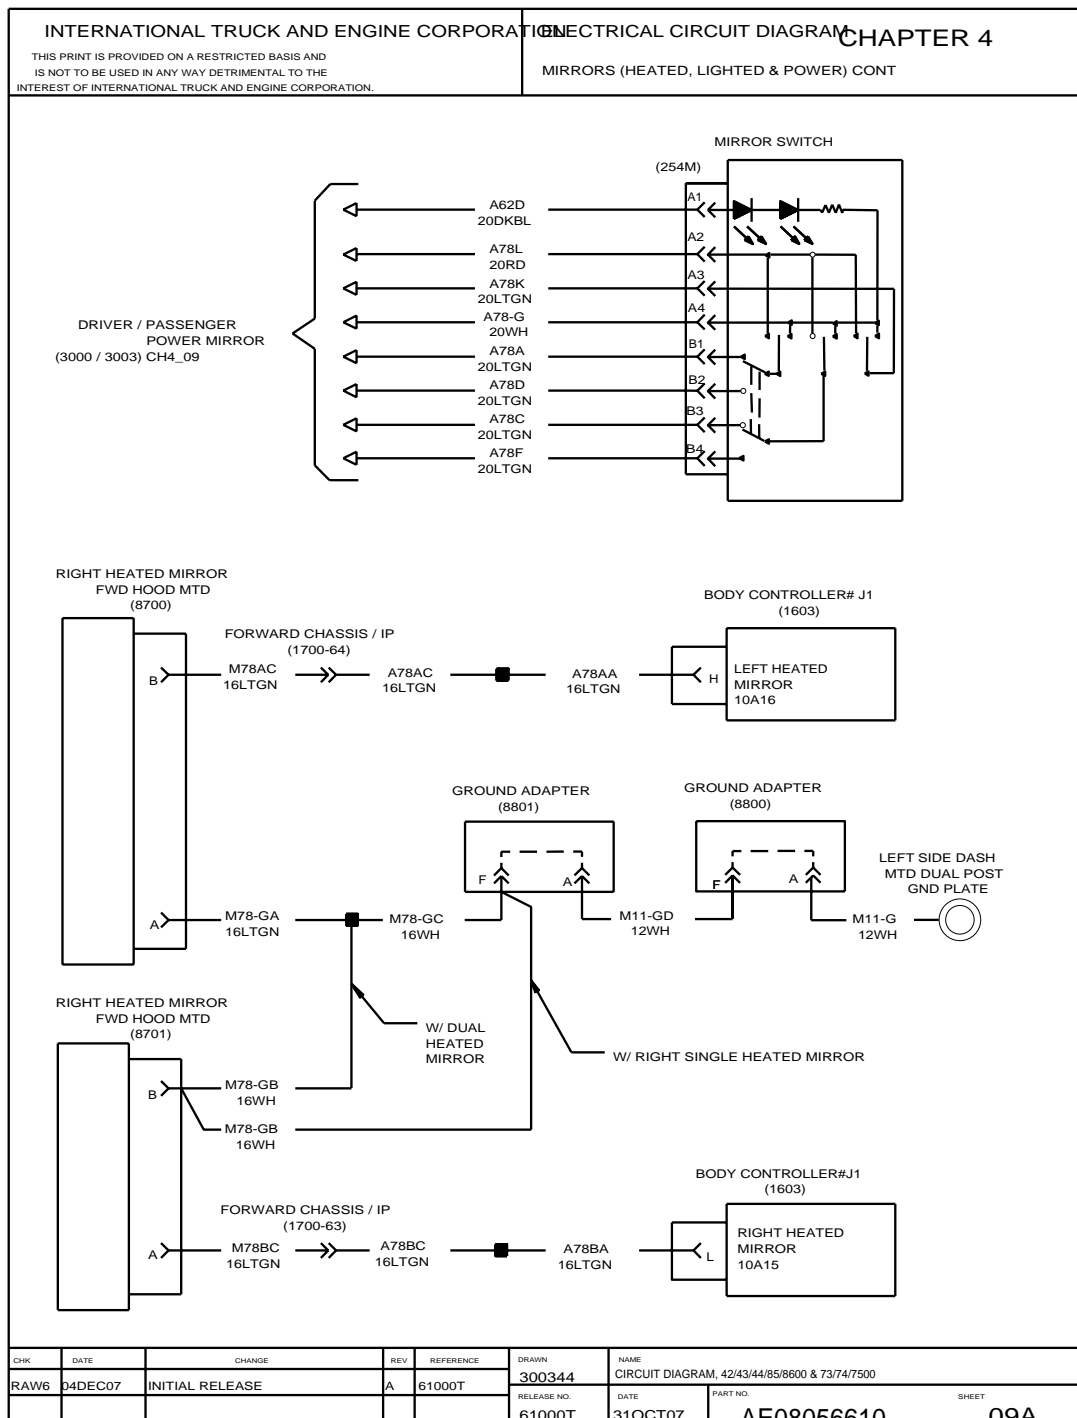 INTERNATIONAL TRUCK AND ENGINE CORPORATION
THIS PRINT IS PROVIDED ON A RESTRICTED BASIS AND
IS NOT TO BE USED IN ANY WAY DETRIMENTAL TO THE
INTEREST OF INTERNATIONAL TRUCK AND ENGINE CORPORATION.
ELECTRICAL CIRCUIT DIAGRAM
CHAPTER 4
MIRRORS (HEATED, LIGHTED & POWER) CONT
MIRROR SWITCH
(254M)
A62D
20DKBL
A1
A78L
20RD
A2
A78K
20LTGN
A3
A78-G
20WH
A4
A78A
20LTGN
B1
A78D
20LTGN
B2
A78C
20LTGN
B3
A78F
20LTGN
B4
DRIVER / PASSENGER
POWER MIRROR
(3000 / 3003) CH4_09
RIGHT HEATED MIRROR
FWD HOOD MTD
(8700)
FORWARD CHASSIS / IP
(1700-64)
BODY CONTROLLER# J1
(1603)
B
M78AC
16LTGN
A78AC
16LTGN
A78AA
16LTGN
H
LEFT HEATED
MIRROR
10A16
GROUND ADAPTER
(8801)
GROUND ADAPTER
(8800)
F
A
F
A
LEFT SIDE DASH
MTD DUAL POST
GND PLATE
A
M78-GA
16LTGN
M78-GC
16WH
M11-GD
12WH
M11-G
12WH
RIGHT HEATED MIRROR
FWD HOOD MTD
(8701)
W/ DUAL
HEATED
MIRROR
W/ RIGHT SINGLE HEATED MIRROR
B
M78-GB
16WH
M78-GB
16WH
FORWARD CHASSIS / IP
(1700-63)
BODY CONTROLLER#J1
(1603)
A
M78BC
16LTGN
A78BC
16LTGN
A78BA
16LTGN
L
RIGHT HEATED
MIRROR
10A15
CHK DATE CHANGE REV REFERENCE
RAW6 04DEC07 INITIAL RELEASE A 61000T
DRAWN
300344
NAME
CIRCUIT DIAGRAM, 42/43/44/85/8600 & 73/74/7500
RELEASE NO.
61000T
DATE
31OCT07
PART NO.
AE08056610
SHEET
09A